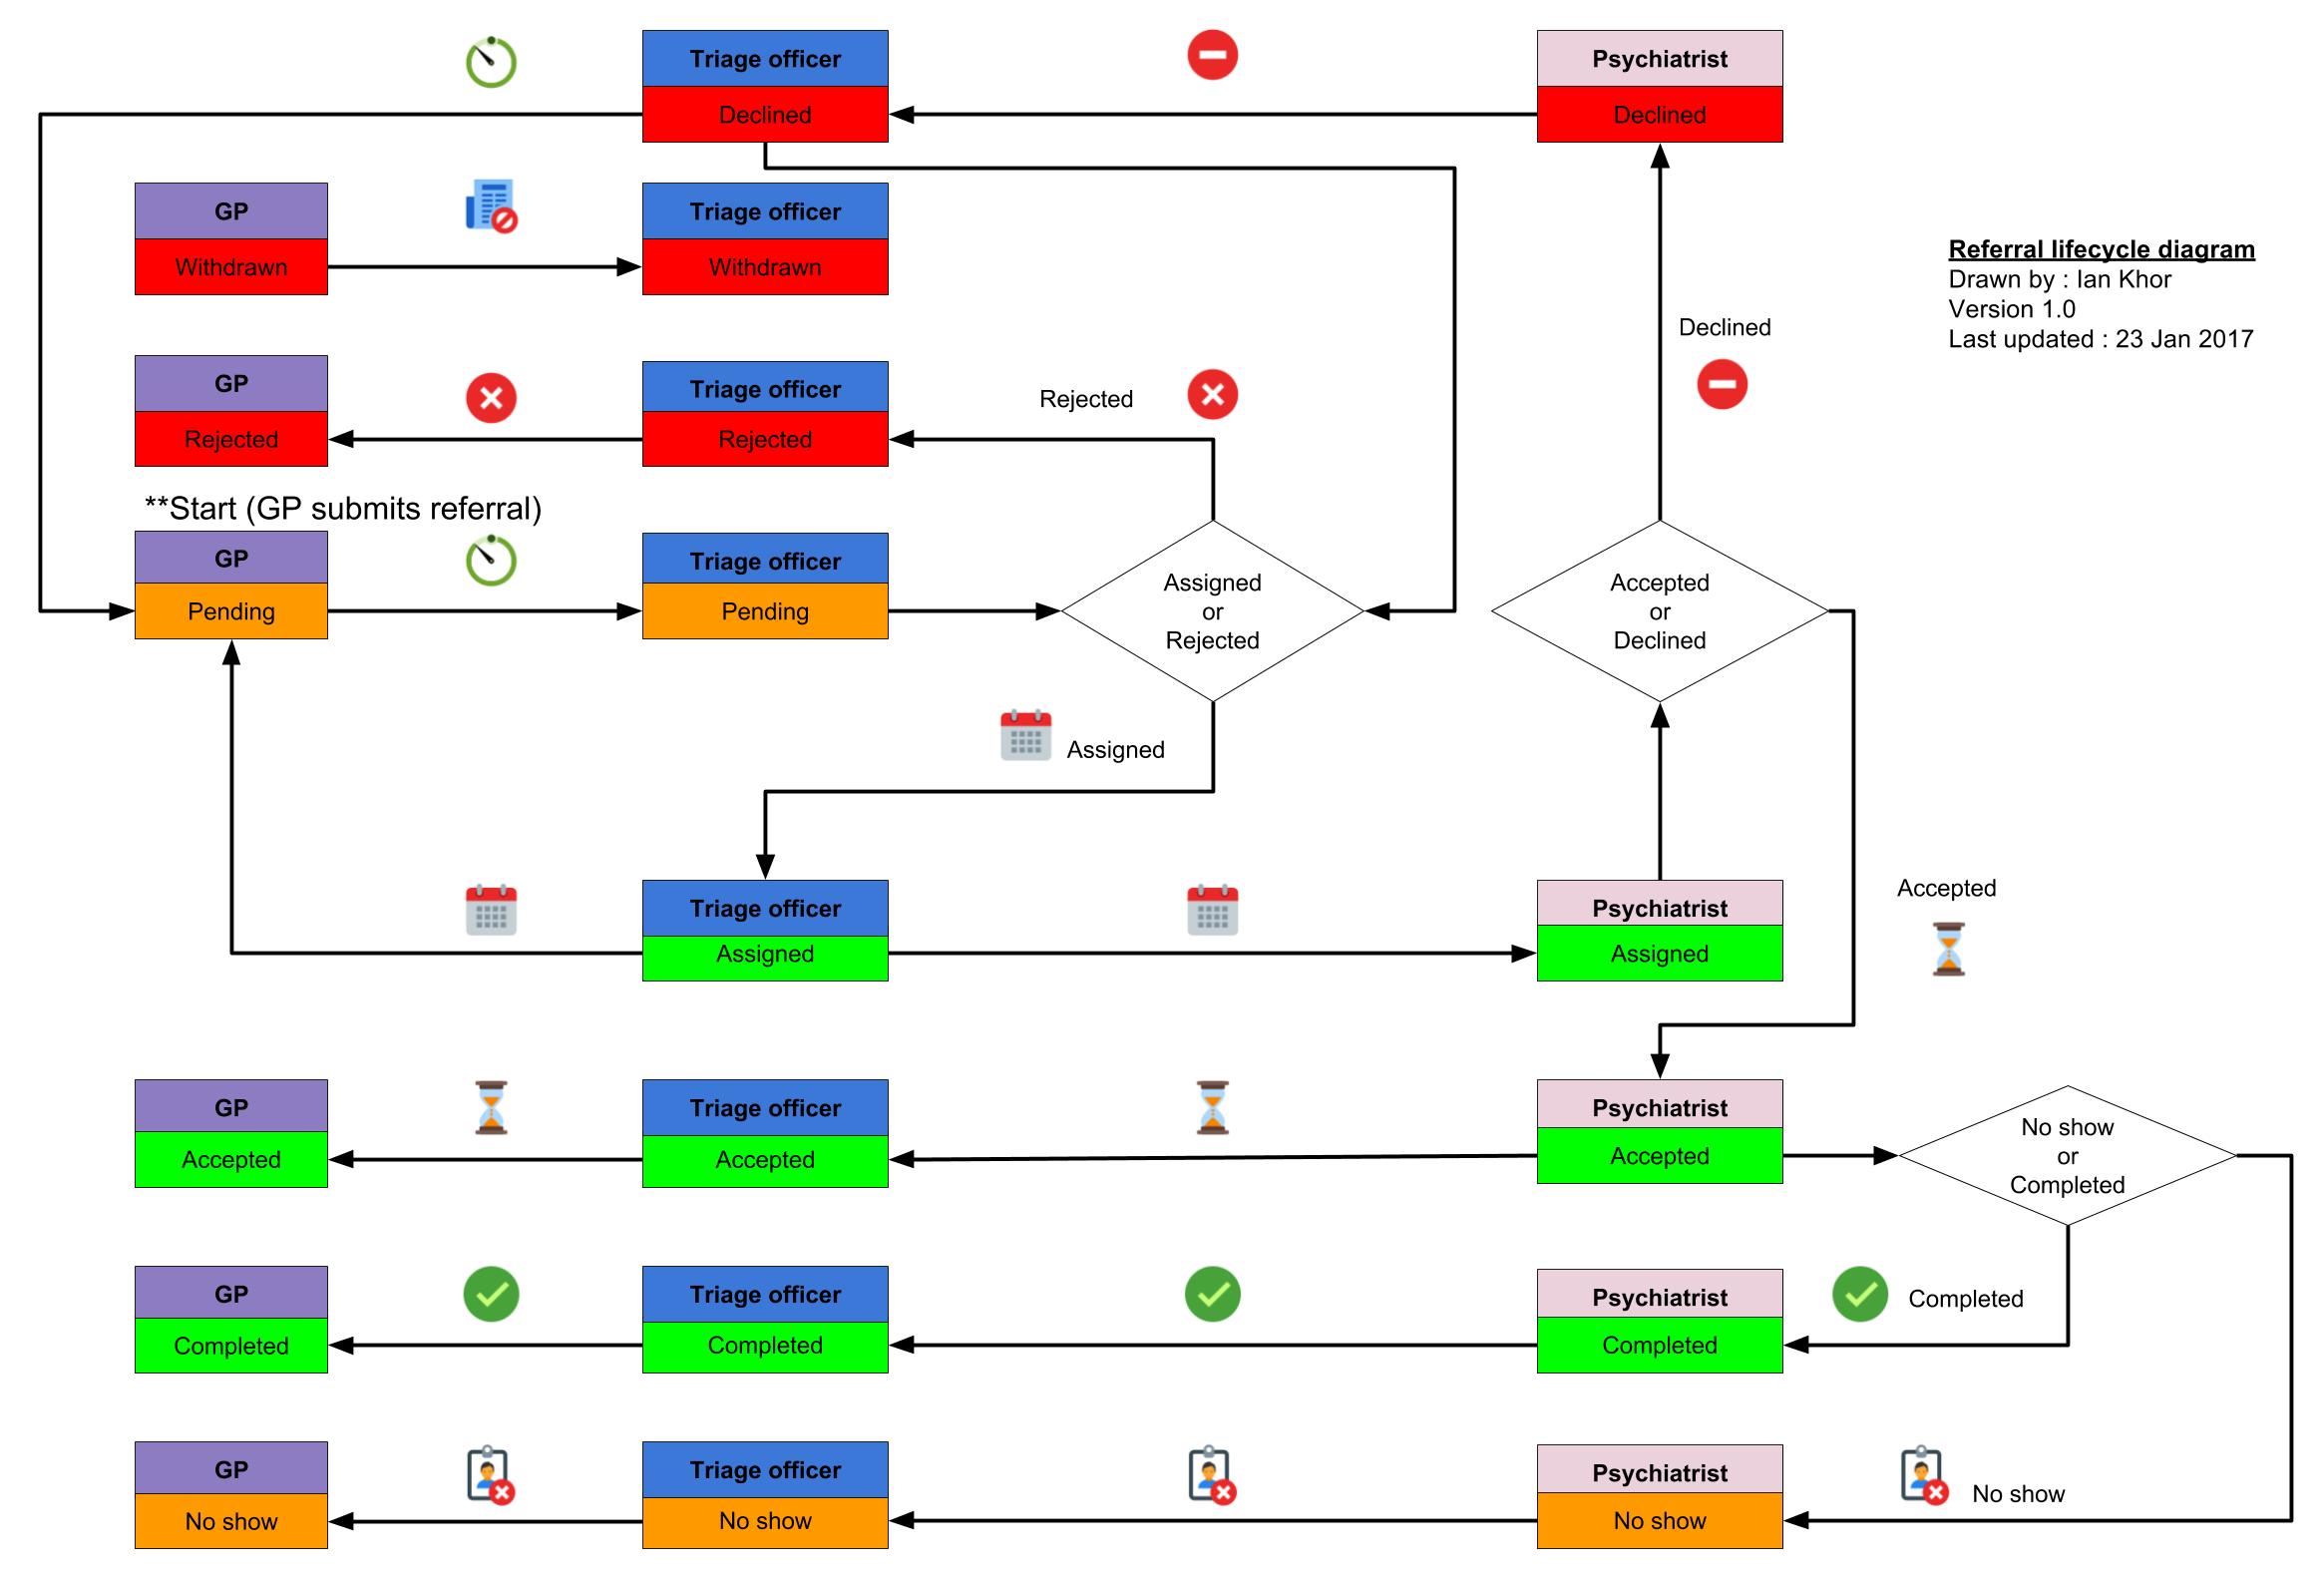 Triage officer
Declined
Psychiatrist
Declined
GP
Withdrawn
Triage officer
Withdrawn
Referral lifecycle diagram
Drawn by : Ian Khor
Version 1.0
Last updated : 23 Jan 2017
Declined
GP
Rejected
Triage officer
Rejected
Rejected
**Start (GP submits referral)
GP
Pending
Triage officer
Pending
Assigned
or
Rejected
Accepted
or
Declined
Assigned
Triage officer
Assigned
Psychiatrist
Assigned
Accepted
GP
Accepted
Triage officer
Accepted
Psychiatrist
Accepted
No show
or
Completed
GP
Completed
Triage officer
Completed
Psychiatrist
Completed
Completed
GP
No show
Triage officer
No show
Psychiatrist
No show
No show